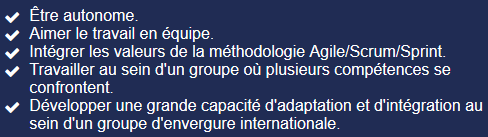 Être autonome.
Aimer le travail en équipe.
Intégrer les valeurs de la méthodologie Agile/Scrum/Sprint.
Travailler au sein d'un groupe où plusieurs compétences se
confrontent.
Développer une grande capacité d'adaptation et d'intégration au
sein d'un groupe d'envergure internationale.